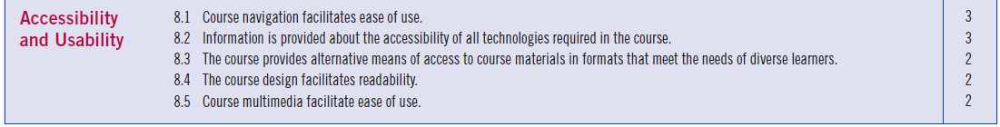 Accessibility
and Usability
8.1 Course navigation facilitates ease of use. 3
8.2 Information is provided about the accessibility of all technologies required in the course. 3
8.3 The course provides alternative means of access to course materials in formats that meet the needs of diverse learners. 2
8.4 The course design facilitates readability. 2
8.5 Course multimedia facilitate ease of use. 2